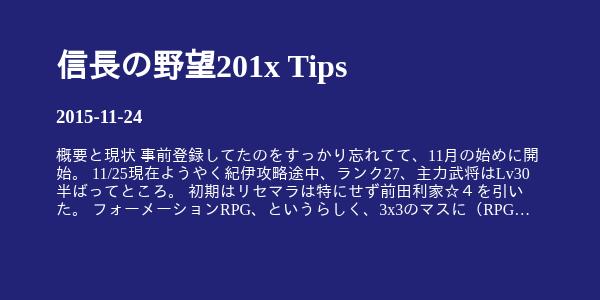 信長の野望201x Tips
2015-11-24
概要と現状 事前登録してたのをすっかり忘れてて、11月の始めに開
始。 11/25現在ようやく紀伊攻略途中、ランク27、主力武将はLv30
半ばってところ。 初期はリセマラは特にせず前田利家☆４を引い
た。 フォーメーションRPG、というらしく、3x3のマスに（RPG…